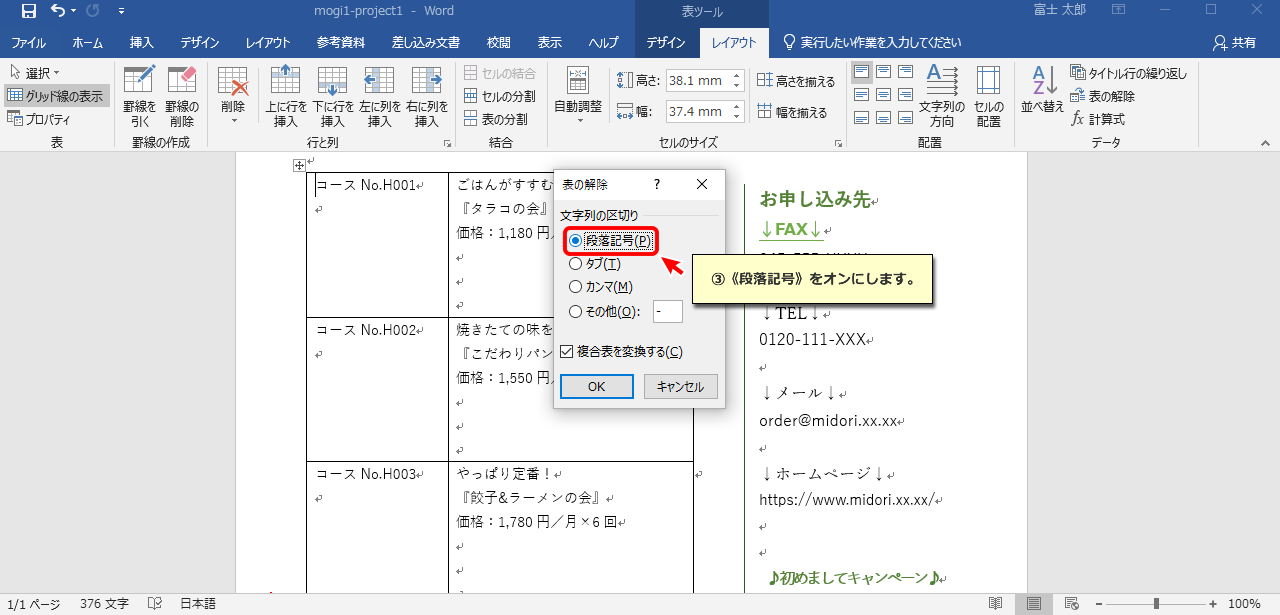 mogi1-project1 - Word
表ツール
富士 太郎
ファイル ホーム 挿入 デザイン レイアウト 参考資料 差し込み文書 校閲 表示 ヘルプ デザイン レイアウト 実行したい作業を入力してください 共有
選択
グリッド線の表示
プロパティ
表
罫線を引く
罫線の削除
罫線の作成
削除
上に行を挿入
下に行を挿入
左に列を挿入
右に列を挿入
行と列
セルの結合
セルの分割
表の分割
結合
自動調整
高さ: 38.1 mm
幅: 37.4 mm
高さを揃える
幅を揃える
セルのサイズ
文字列の方向
セルの配置
配置
並べ替え
タイトル行の繰り返し
表の解除
計算式
データ
コース No.H001
ごはんがすすむ
『タラコの会』
価格：1,180 円
コース No.H002
焼きたての味を
『こだわりパン
価格：1,550 円
コース No.H003
やっぱり定番！
『餃子&ラーメンの会』
価格：1,780 円／月×6 回
表の解除 ?
文字列の区切り
段落記号(P)
タブ(T)
カンマ(M)
その他(O): -
複合表を変換する(C)
OK キャンセル
③《段落記号》をオンにします。
お申し込み先
↓FAX↓
↓TEL↓
0120-111-XXX
↓メール↓
order@midori.xx.xx
↓ホームページ↓
https://www.midori.xx.xx/
♪初めましてキャンペーン♪
1/1 ページ 376 文字 日本語 100%